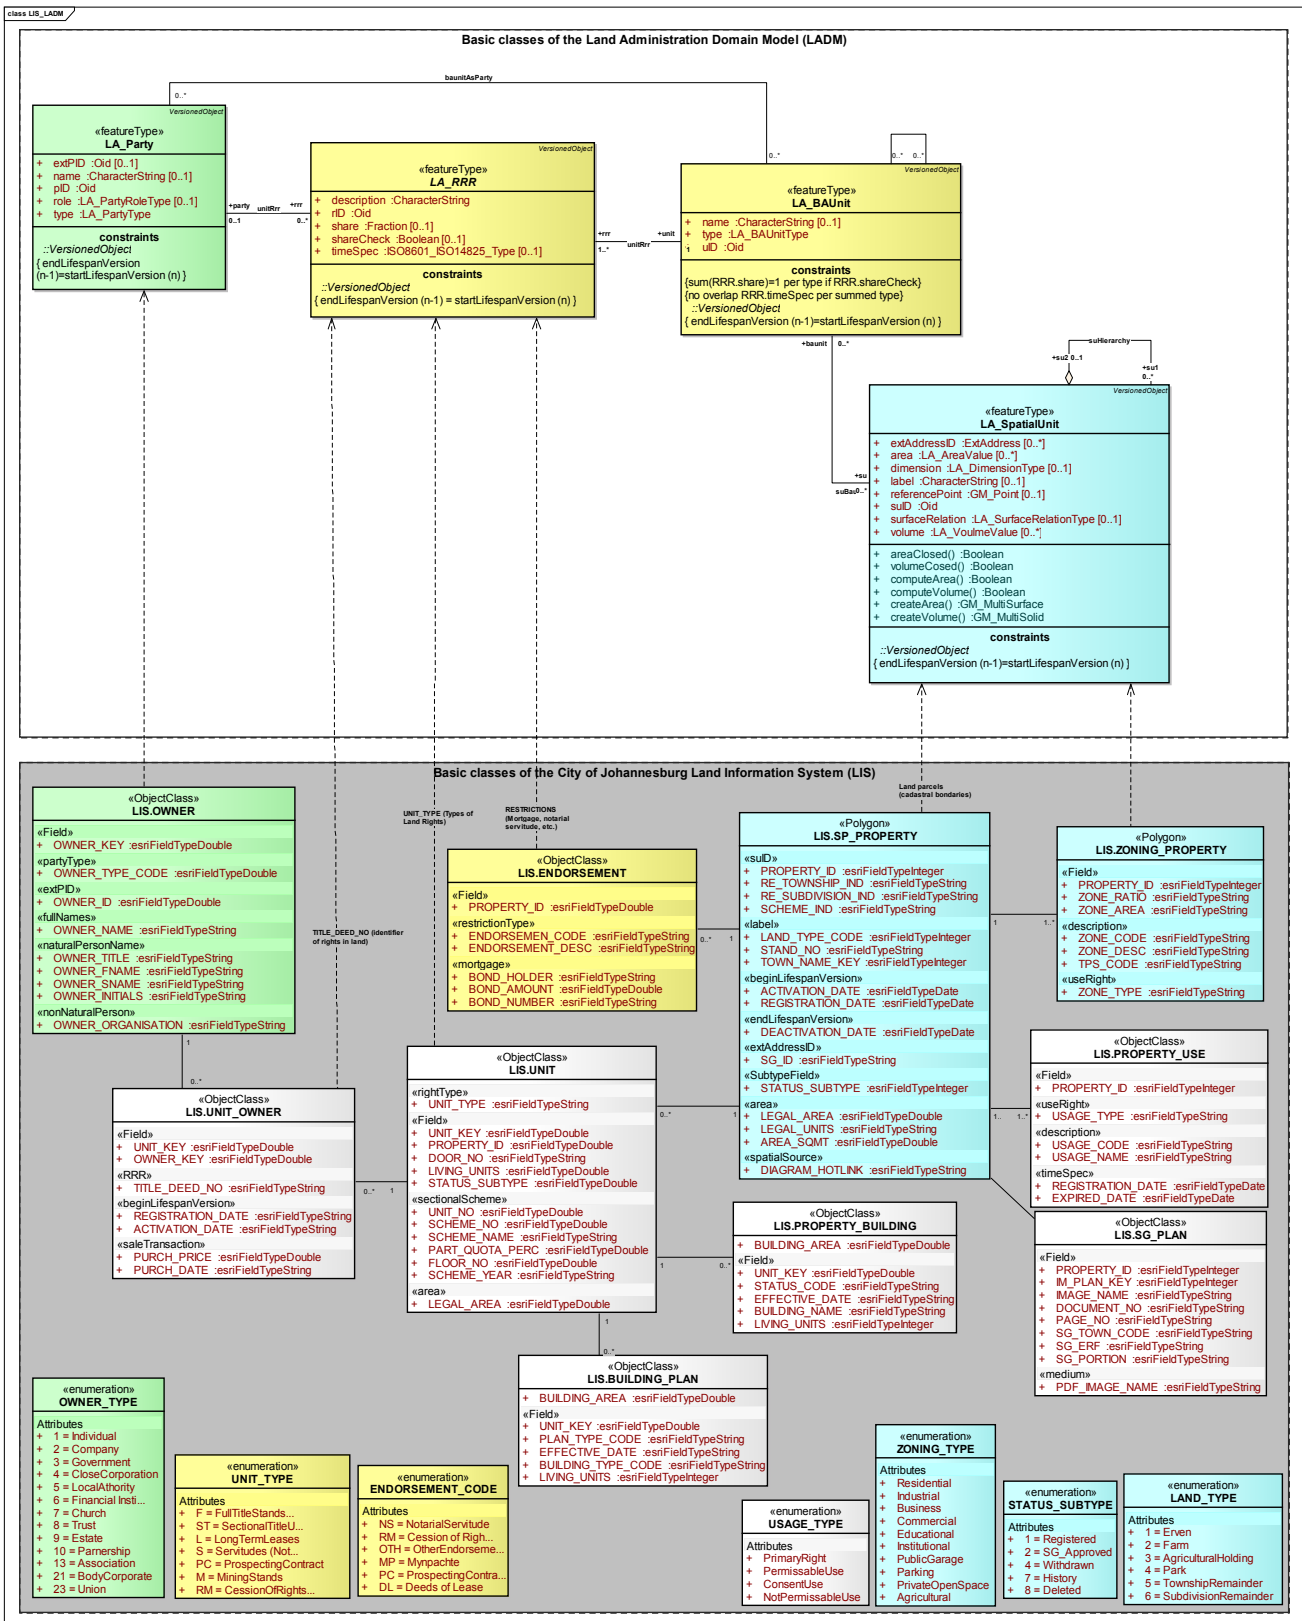 class LIS_LADM
Basic classes of the Land Administration Domain Model (LADM)
baunitAsParty
0..*
VersionedObject
«featureType»
LA_Party
+ extPID :Oid [0..1]
+ name :CharacterString [0..1]
+ pID :Oid
+ role :LA_PartyRoleType [0..1]
+ type :LA_PartyType
constraints
::VersionedObject
{ endLifespanVersion
(n-1)=startLifespanVersion (n) }
+party unitRrr +rrr
0..1 0..*
VersionedObject
«featureType»
LA_RRR
+ description :CharacterString
+ rID :Oid
+ share :Fraction [0..1]
+ shareCheck :Boolean [0..1]
+ timeSpec :ISO8601_ISO14825_Type [0..1]
constraints
::VersionedObject
{ endLifespanVersion (n-1) = startLifespanVersion (n) }
+rrr +unit
1..* unitRrr 1
0..*
0..* 0..*
VersionedObject
«featureType»
LA_BAUnit
+ name :CharacterString [0..1]
+ type :LA_BAUnitType
+ uID :Oid
constraints
{sum(RRR.share)=1 per type if RRR.shareCheck}
{no overlap RRR.timeSpec per summed type}
::VersionedObject
{ endLifespanVersion (n-1)=startLifespanVersion (n) }
+baunit 0..*
suHierarchy
+su2 0..1
+su1
0..*
+su
suBau 0..*
VersionedObject
«featureType»
LA_SpatialUnit
+ extAddressID :ExtAddress [0..*]
+ area :LA_AreaValue [0..*]
+ dimension :LA_DimensionType [0..1]
+ label :CharacterString [0..1]
+ referencePoint :GM_Point [0..1]
+ suID :Oid
+ surfaceRelation :LA_SurfaceRelationType [0..1]
+ volume :LA_VoulmeValue [0..*]
+ areaClosed() :Boolean
+ volumeCosed() :Boolean
+ computeArea() :Boolean
+ computeVolume() :Boolean
+ createArea() :GM_MultiSurface
+ createVolume() :GM_MultiSolid
constraints
::VersionedObject
{ endLifespanVersion (n-1)=startLifespanVersion (n) }
Basic classes of the City of Johannesburg Land Information System (LIS)
«ObjectClass»
LIS.OWNER
«Field»
+ OWNER_KEY :esriFieldTypeDouble
«partyType»
+ OWNER_TYPE_CODE :esriFieldTypeDouble
«extPID»
+ OWNER_ID :esriFieldTypeDouble
«fullNames»
+ OWNER_NAME :esriFieldTypeString
«naturalPersonName»
+ OWNER_TITLE :esriFieldTypeString
+ OWNER_FNAME :esriFieldTypeString
+ OWNER_SNAME :esriFieldTypeString
+ OWNER_INITIALS :esriFieldTypeString
«nonNaturalPerson»
+ OWNER_ORGANISATION :esriFieldTypeString
1
0..*
TITLE_DEED_NO (identifier
of rights in land)
UNIT_TYPE (Types of
Land Rights)
RESTRICTIONS
(Mortgage, notarial
servitude, etc.)
Land parcels
(cadastral bondaries)
«ObjectClass»
LIS.ENDORSEMENT
«Field»
+ PROPERTY_ID :esriFieldTypeDouble
«restrictionType»
+ ENDORSEMEN_CODE :esriFieldTypeString
+ ENDORSEMENT_DESC :esriFieldTypeString
«mortgage»
+ BOND_HOLDER :esriFieldTypeString
+ BOND_AMOUNT :esriFieldTypeDouble
+ BOND_NUMBER :esriFieldTypeString
0..* 1
«Polygon»
LIS.SP_PROPERTY
«suID»
+ PROPERTY_ID :esriFieldTypeInteger
+ RE_TOWNSHIP_IND :esriFieldTypeString
+ RE_SUBDIVISION_IND :esriFieldTypeString
+ SCHEME_IND :esriFieldTypeString
«label»
+ LAND_TYPE_CODE :esriFieldTypeInteger
+ STAND_NO :esriFieldTypeString
+ TOWN_NAME_KEY :esriFieldTypeInteger
«beginLifespanVersion»
+ ACTIVATION_DATE :esriFieldTypeDate
+ REGISTRATION_DATE :esriFieldTypeDate
«endLifespanVersion»
+ DEACTIVATION_DATE :esriFieldTypeDate
«extAddressID»
+ SG_ID :esriFieldTypeString
«SubtypeField»
+ STATUS_SUBTYPE :esriFieldTypeInteger
«area»
+ LEGAL_AREA :esriFieldTypeDouble
+ LEGAL_UNITS :esriFieldTypeString
+ AREA_SQMT :esriFieldTypeDouble
«spatialSource»
+ DIAGRAM_HOTLINK :esriFieldTypeString
1 1..*
«Polygon»
LIS.ZONING_PROPERTY
«Field»
+ PROPERTY_ID :esriFieldTypeInteger
+ ZONE_RATIO :esriFieldTypeString
+ ZONE_AREA :esriFieldTypeString
«description»
+ ZONE_CODE :esriFieldTypeString
+ ZONE_DESC :esriFieldTypeString
+ TPS_CODE :esriFieldTypeString
«useRight»
+ ZONE_TYPE :esriFieldTypeString
«ObjectClass»
LIS.PROPERTY_USE
«Field»
+ PROPERTY_ID :esriFieldTypeInteger
«useRight»
+ USAGE_TYPE :esriFieldTypeString
«description»
+ USAGE_CODE :esriFieldTypeString
+ USAGE_NAME :esriFieldTypeString
«timeSpec»
+ REGISTRATION_DATE :esriFieldTypeDate
+ EXPIRED_DATE :esriFieldTypeDate
1.. 1..*
«ObjectClass»
LIS.UNIT_OWNER
«Field»
+ UNIT_KEY :esriFieldTypeDouble
+ OWNER_KEY :esriFieldTypeDouble
«RRR»
+ TITLE_DEED_NO :esriFieldTypeString
«beginLifespanVersion»
+ REGISTRATION_DATE :esriFieldTypeString
+ ACTIVATION_DATE :esriFieldTypeString
«saleTransaction»
+ PURCH_PRICE :esriFieldTypeDouble
+ PURCH_DATE :esriFieldTypeString
0..* 1
«ObjectClass»
LIS.UNIT
«rightType»
+ UNIT_TYPE :esriFieldTypeString
«Field»
+ UNIT_KEY :esriFieldTypeDouble
+ PROPERTY_ID :esriFieldTypeDouble
+ DOOR_NO :esriFieldTypeString
+ LIVING_UNITS :esriFieldTypeDouble
+ STATUS_SUBTYPE :esriFieldTypeDouble
«sectionalScheme»
+ UNIT_NO :esriFieldTypeDouble
+ SCHEME_NO :esriFieldTypeDouble
+ SCHEME_NAME :esriFieldTypeString
+ PART_QUOTA_PERC :esriFieldTypeDouble
+ FLOOR_NO :esriFieldTypeDouble
+ SCHEME_YEAR :esriFieldTypeString
«area»
+ LEGAL_AREA :esriFieldTypeDouble
0..* 1
1 0..*
«ObjectClass»
LIS.PROPERTY_BUILDING
+ BUILDING_AREA :esriFieldTypeDouble
«Field»
+ UNIT_KEY :esriFieldTypeDouble
+ STATUS_CODE :esriFieldTypeString
+ EFFECTIVE_DATE :esriFieldTypeString
+ BUILDING_NAME :esriFieldTypeString
+ LIVING_UNITS :esriFieldTypeInteger
«ObjectClass»
LIS.SG_PLAN
«Field»
+ PROPERTY_ID :esriFieldTypeInteger
+ IM_PLAN_KEY :esriFieldTypeInteger
+ IMAGE_NAME :esriFieldTypeString
+ DOCUMENT_NO :esriFieldTypeString
+ PAGE_NO :esriFieldTypeString
+ SG_TOWN_CODE :esriFieldTypeString
+ SG_ERF :esriFieldTypeString
+ SG_PORTION :esriFieldTypeString
«medium»
+ PDF_IMAGE_NAME :esriFieldTypeString
1
0..*
«ObjectClass»
LIS.BUILDING_PLAN
+ BUILDING_AREA :esriFieldTypeDouble
«Field»
+ UNIT_KEY :esriFieldTypeDouble
+ PLAN_TYPE_CODE :esriFieldTypeString
+ EFFECTIVE_DATE :esriFieldTypeString
+ BUILDING_TYPE_CODE :esriFieldTypeString
+ LIVING_UNITS :esriFieldTypeInteger
«enumeration»
OWNER_TYPE
Attributes
+ 1 = Individual
+ 2 = Company
+ 3 = Government
+ 4 = CloseCorporation
+ 5 = LocalAthority
+ 6 = Financial Insti...
+ 7 = Church
+ 8 = Trust
+ 9 = Estate
+ 10 = Parnership
+ 13 = Association
+ 21 = BodyCorporate
+ 23 = Union
«enumeration»
UNIT_TYPE
Attributes
+ F = FullTitleStands...
+ ST = SectionalTitleU...
+ L = LongTermLeases
+ S = Servitudes (Not...
+ PC = ProspectingContract
+ M = MiningStands
+ RM = CessionOfRights...
«enumeration»
ENDORSEMENT_CODE
Attributes
+ NS = NotarialServitude
+ RM = Cession of Righ...
+ OTH = OtherEndorseme...
+ MP = Mynpachte
+ PC = ProspectingContra...
+ DL = Deeds of Lease
«enumeration»
USAGE_TYPE
Attributes
+ PrimaryRight
+ PermissableUse
+ ConsentUse
+ NotPermissableUse
«enumeration»
ZONING_TYPE
Attributes
+ Residential
+ Industrial
+ Business
+ Commercial
+ Educational
+ Institutional
+ PublicGarage
+ Parking
+ PrivateOpenSpace
+ Agricultural
«enumeration»
STATUS_SUBTYPE
Attributes
+ 1 = Registered
+ 2 = SG_Approved
+ 4 = Withdrawn
+ 7 = History
+ 8 = Deleted
«enumeration»
LAND_TYPE
Attributes
+ 1 = Erven
+ 2 = Farm
+ 3 = AgriculturalHolding
+ 4 = Park
+ 5 = TownshipRemainder
+ 6 = SubdivisionRemainder